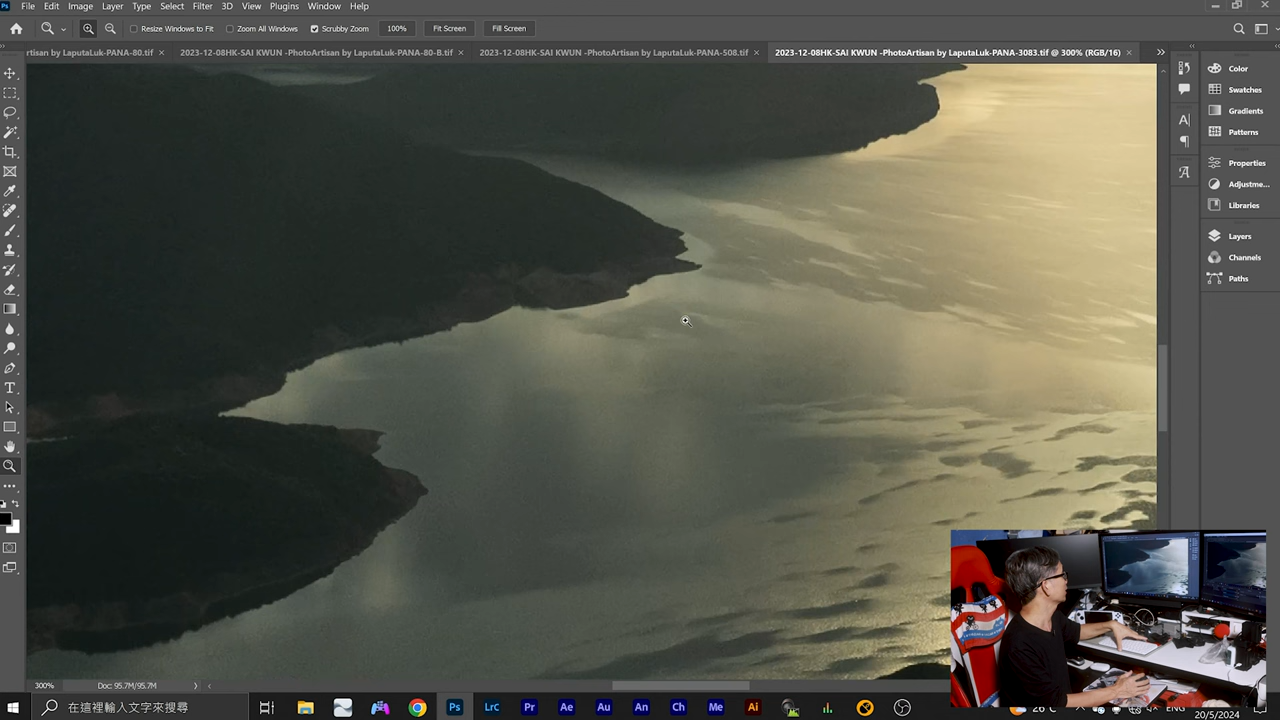 Ps File Edit Image Layer Type Select Filter 3D View Plugins Window Help
Resize Windows to Fit Zoom All Windows Scrubby Zoom 100% Fit Screen Fill Screen
rtisan by LaputaLuk-PANA-80.tif × 2023-12-08HK-SAI KWUN -PhotoArtisan by LaputaLuk-PANA-80-B.tif × 2023-12-08HK-SAI KWUN -PhotoArtisan by LaputaLuk-PANA-508.tif × 2023-12-08HK-SAI KWUN -PhotoArtisan by LaputaLuk-PANA-3083.tif @ 300% (RGB/16) ×
Color
Swatches
Gradients
Patterns
Properties
Adjustme...
Libraries
Layers
Channels
Paths
300% Doc: 95.7M/95.7M
在這裡輸入文字來搜尋
Ps Lrc Pr Ae Au An Ch Me Ai
26°C ENG
20/5/2024